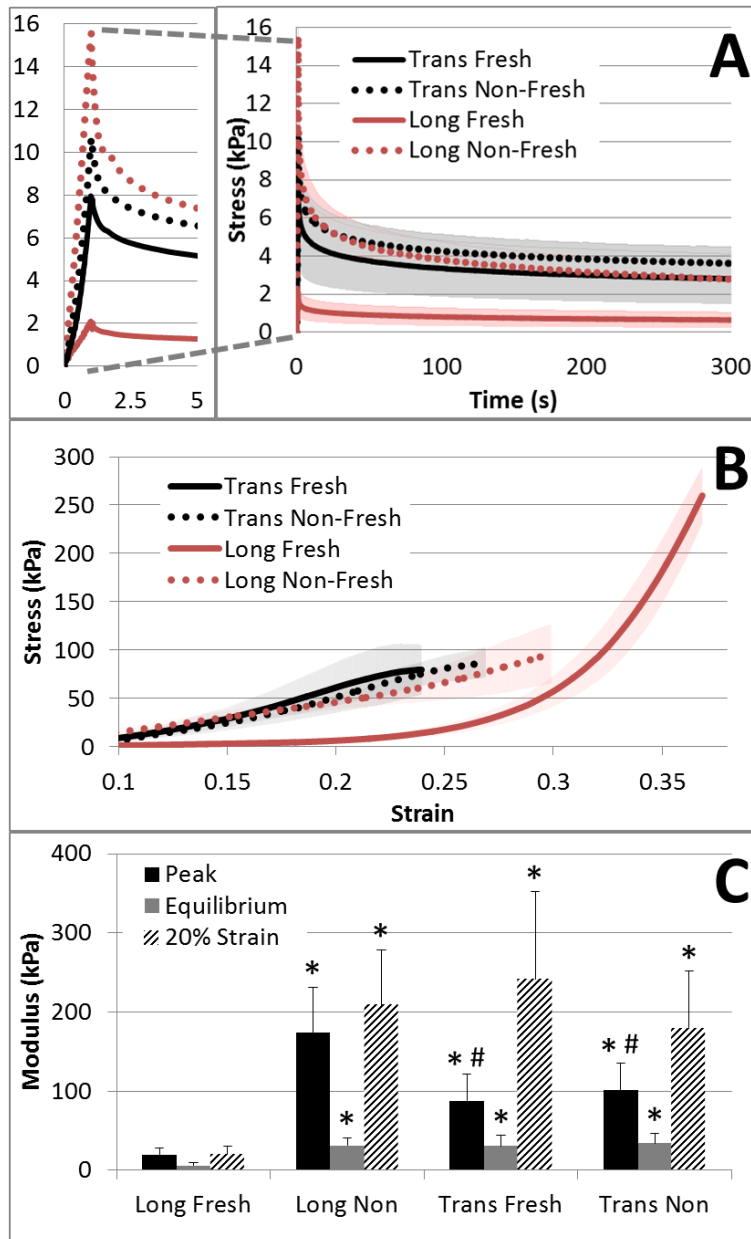 A
16
14
12
10
8
6
4
2
0
0 2.5 5
Stress (kPa)
16
14
12
10
8
6
4
2
0
Trans Fresh
Trans Non-Fresh
Long Fresh
Long Non-Fresh
0 100 200 300
Time (s)
B
Stress (kPa)
300
250
200
150
100
50
0
Trans Fresh
Trans Non-Fresh
Long Fresh
Long Non-Fresh
0.1 0.15 0.2 0.25 0.3 0.35
Strain
C
Modulus (kPa)
400
300
200
100
0
Peak
Equilibrium
20% Strain
* * *
* # * *
* # * *
Long Fresh Long Non Trans Fresh Trans Non